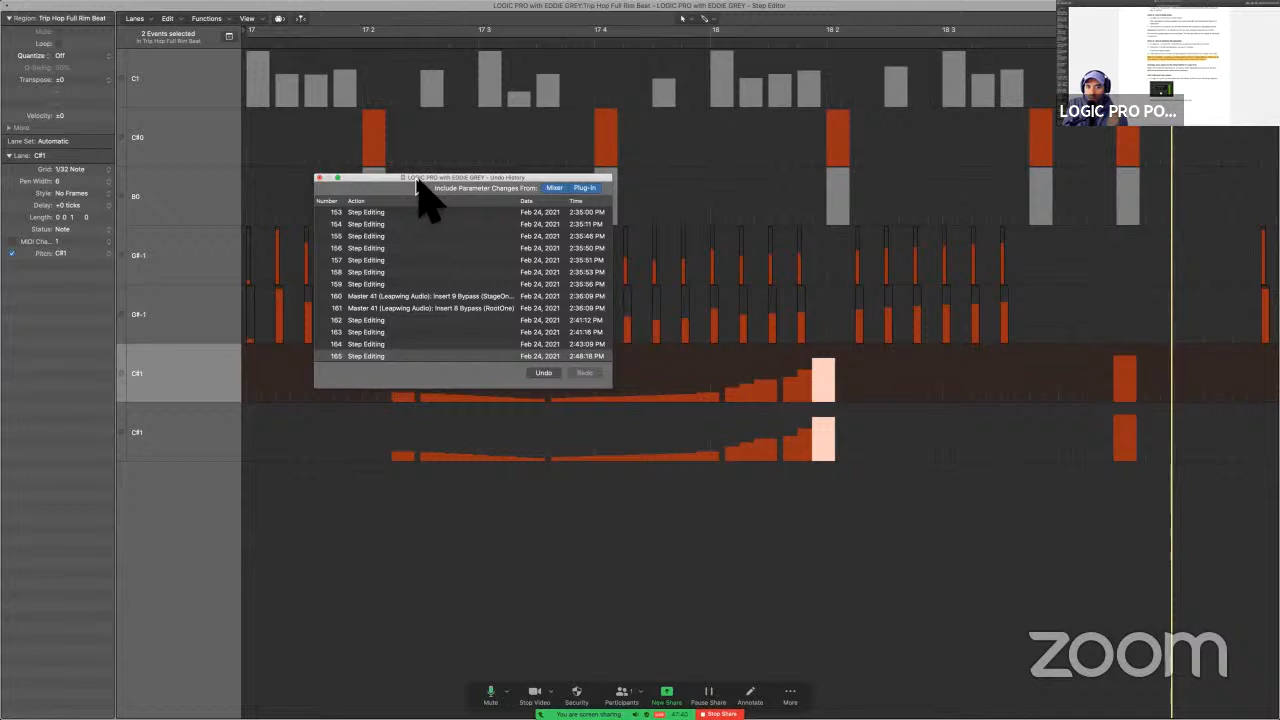 LOGIC PRO with EDDIE GREY:Trip Hop Full Rim Beat - LOGIC PRO with EDDIE GREY - Step Editor
Region: Trip Hop Full Rim Beat
Lanes Edit Functions View
Mute:
Loop:
Quantize Off
Q-Swing:
Transpose: ±0
Velocity: ±0
More
Lane Set: Automatic
Lane: C#1
Grid: 1/32 Note
Pen Width: 6
Style: No Frames
Delay: +0 ticks
Length: 0 0 1 0
Status: Note
MIDI Cha... 1
Pitch: C#1
2 Events selected
in Trip Hop Full Rim Beat
17
17 2
17 4
18 2
C1
C#0
B0
G#-1
G#-1
C#1
C#1
LOGIC PRO with EDDIE GREY - Undo History
Include Parameter Changes From: Mixer Plug-in
Number Action Date Time
153 Step Editing Feb 24, 2021 2:35:00 PM
154 Step Editing Feb 24, 2021 2:35:11 PM
155 Step Editing Feb 24, 2021 2:35:46 PM
156 Step Editing Feb 24, 2021 2:35:50 PM
157 Step Editing Feb 24, 2021 2:35:51 PM
158 Step Editing Feb 24, 2021 2:35:53 PM
159 Step Editing Feb 24, 2021 2:35:56 PM
160 Master 41 (Leapwing Audio): Insert 9 Bypass (StageOn... Feb 24, 2021 2:36:09 PM
161 Master 41 (Leapwing Audio): Insert 8 Bypass (RootOne) Feb 24, 2021 2:36:09 PM
162 Step Editing Feb 24, 2021 2:41:12 PM
163 Step Editing Feb 24, 2021 2:41:16 PM
164 Step Editing Feb 24, 2021 2:43:09 PM
165 Step Editing Feb 24, 2021 2:48:18 PM
Undo Redo
LOGIC PRO PO...
zoom
Mute Stop Video Security Participants 1 New Share Pause Share Annotate More
You are screen sharing LIVE 47:40 Stop Share